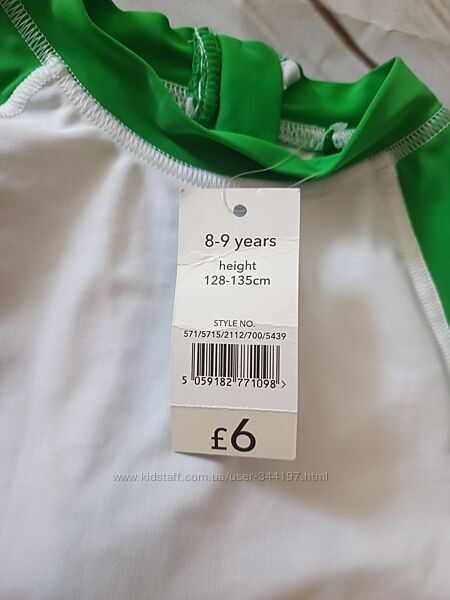 8-9 years
height
128-135cm
STYLE NO.
571/5715/2112/700/5439
5 059182 771098 >
£6
www.kidstaff.com.ua/user-344197.html